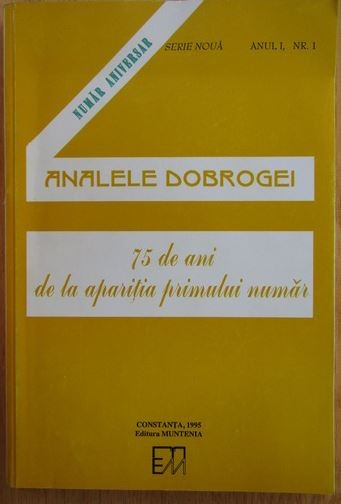 NUMĂR ANIVERSAR
SERIE NOUĂ ANUL I, NR. 1
ANALELE DOBROGEI
75 de ani
de la apariția primului număr
CONSTANȚA, 1995
Editura MUNTENIA
EM